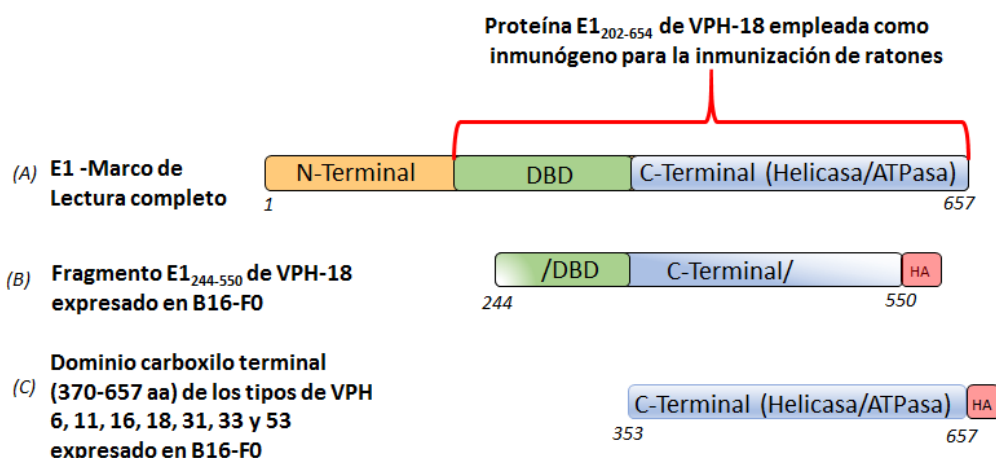 Proteína E1202-654 de VPH-18 empleada como
inmunógeno para la inmunización de ratones
(A) E1 -Marco de
Lectura completo
N-Terminal DBD C-Terminal (Helicasa/ATPasa)
1 657
(B) Fragmento E1244-550 de VPH-18
expresado en B16-F0
/DBD C-Terminal/ HA
244 550
(C) Dominio carboxilo terminal
(370-657 aa) de los tipos de VPH
6, 11, 16, 18, 31, 33 y 53
expresado en B16-F0
C-Terminal (Helicasa/ATPasa) HA
353 657